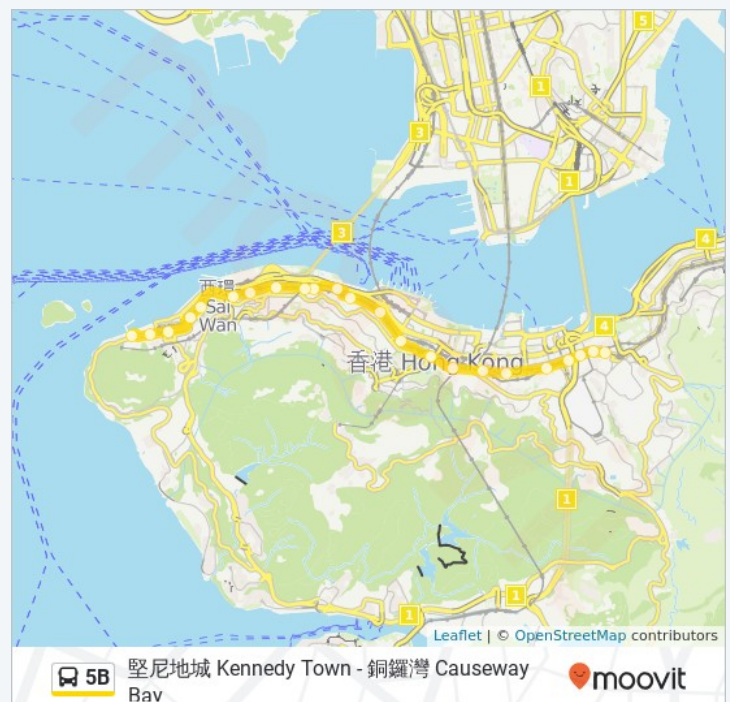 5
1
3
1
3
4
西環
Sai
Wan
4
香港 Hong Kong
1
1
1
Leaflet | © OpenStreetMap contributors
5B
堅尼地城 Kennedy Town - 銅鑼灣 Causeway
Bay
moovit